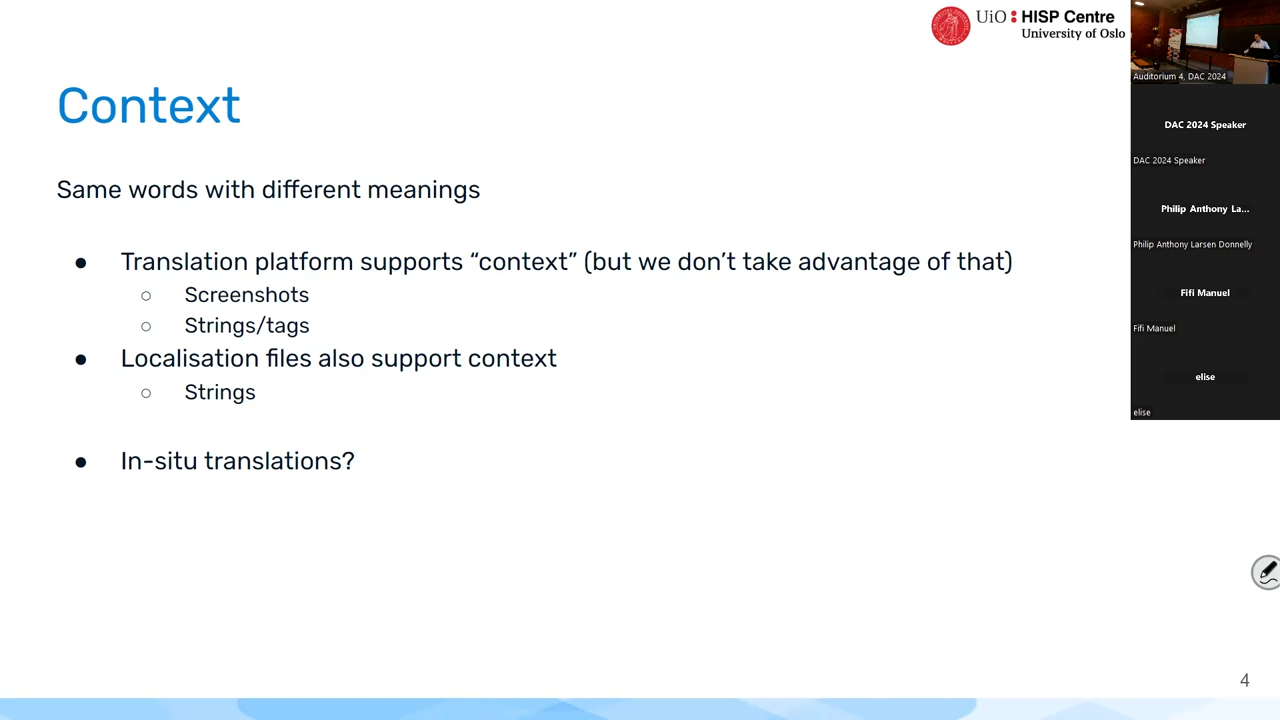 UiO : HISP Centre
University of Oslo
Context
Same words with different meanings
● Translation platform supports “context” (but we don’t take advantage of that)
○ Screenshots
○ Strings/tags
● Localisation files also support context
○ Strings
● In-situ translations?
4
Auditorium 4, DAC 2024
DAC 2024 Speaker
DAC 2024 Speaker
Philip Anthony La...
Philip Anthony Larsen Donnelly
Fifi Manuel
Fifi Manuel
elise
elise